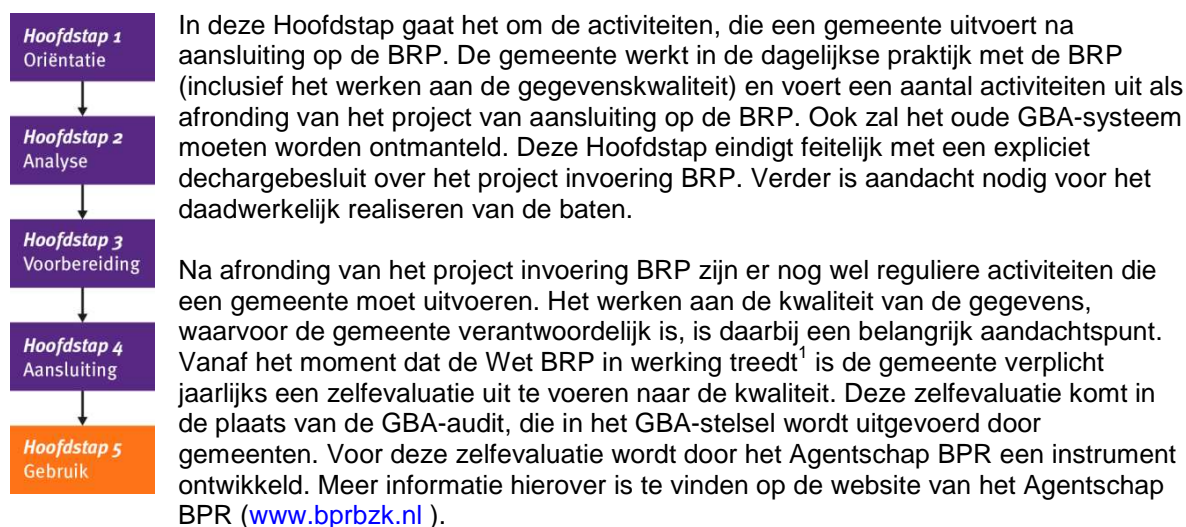 Hoofdstap 1
Oriëntatie
Hoofdstap 2
Analyse
Hoofdstap 3
Voorbereiding
Hoofdstap 4
Aansluiting
Hoofdstap 5
Gebruik
In deze Hoofdstap gaat het om de activiteiten, die een gemeente uitvoert na
aansluiting op de BRP. De gemeente werkt in de dagelijkse praktijk met de BRP
(inclusief het werken aan de gegevenskwaliteit) en voert een aantal activiteiten uit als
afronding van het project van aansluiting op de BRP. Ook zal het oude GBA-systeem
moeten worden ontmanteld. Deze Hoofdstap eindigt feitelijk met een expliciet
dechargebesluit over het project invoering BRP. Verder is aandacht nodig voor het
daadwerkelijk realiseren van de baten.
Na afronding van het project invoering BRP zijn er nog wel reguliere activiteiten die
een gemeente moet uitvoeren. Het werken aan de kwaliteit van de gegevens,
waarvoor de gemeente verantwoordelijk is, is daarbij een belangrijk aandachtspunt.
Vanaf het moment dat de Wet BRP in werking treedt¹ is de gemeente verplicht
jaarlijks een zelfevaluatie uit te voeren naar de kwaliteit. Deze zelfevaluatie komt in
de plaats van de GBA-audit, die in het GBA-stelsel wordt uitgevoerd door
gemeenten. Voor deze zelfevaluatie wordt door het Agentschap BPR een instrument
ontwikkeld. Meer informatie hierover is te vinden op de website van het Agentschap
BPR (www.bprbzk.nl ).